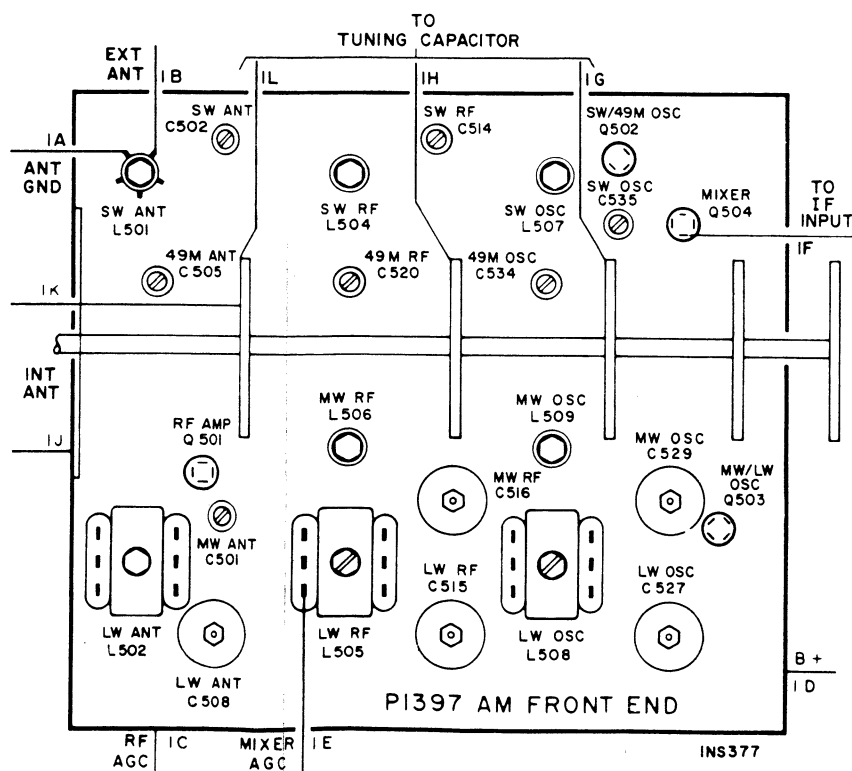 TO
TUNING CAPACITOR
EXT
ANT
1B
1L
1H
1G
SW ANT
C502
SW RF
C514
SW/49M OSC
Q502
1A
ANT
GND
SW ANT
L501
SW RF
L504
SW OSC
L507
SW OSC
C535
MIXER
Q504
TO
IF
INPUT
1F
49M ANT
C505
49M RF
C520
49M OSC
C534
1K
INT
ANT
1J
RF AMP
Q501
MW RF
L506
MW OSC
L509
MW OSC
C529
MW RF
C516
MW/LW
OSC
Q503
MW ANT
C501
LW RF
C515
LW OSC
C527
LW ANT
L502
LW RF
L505
LW OSC
L508
LW ANT
C508
B +
1D
P1397 AM FRONT END
RF
AGC
1C
MIXER
AGC
1E
INS377